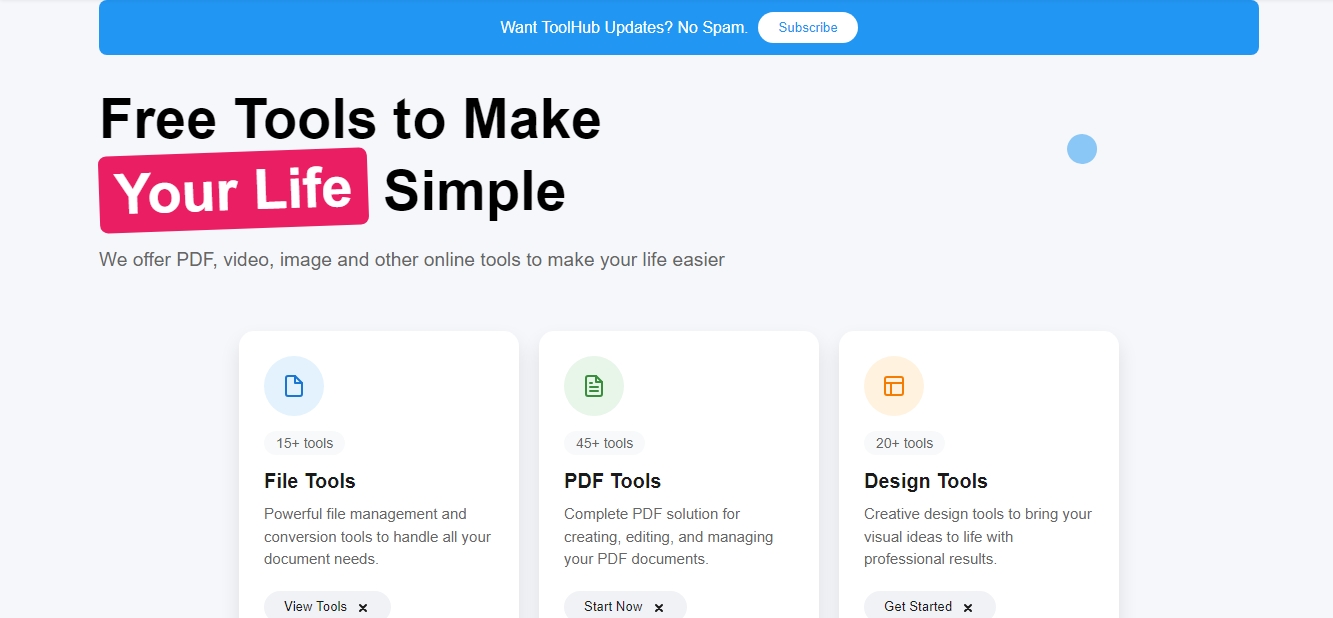 Want ToolHub Updates? No Spam. Subscribe
Free Tools to Make
Your Life Simple
We offer PDF, video, image and other online tools to make your life easier
15+ tools
File Tools
Powerful file management and
conversion tools to handle all your
document needs.
View Tools
45+ tools
PDF Tools
Complete PDF solution for
creating, editing, and managing
your PDF documents.
Start Now
20+ tools
Design Tools
Creative design tools to bring your
visual ideas to life with
professional results.
Get Started